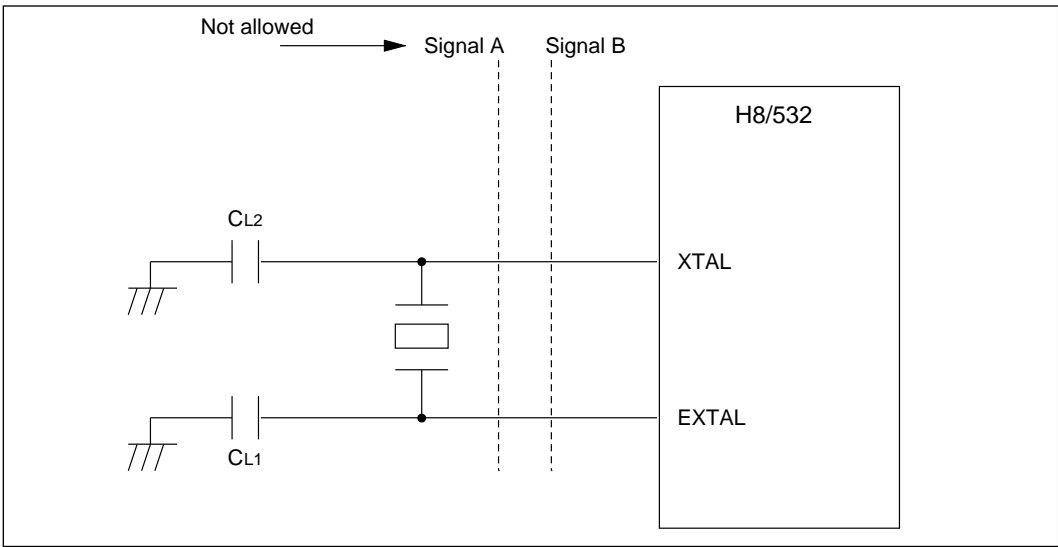 Not allowed
Signal A
Signal B
H8/532
CL2
XTAL
EXTAL
CL1